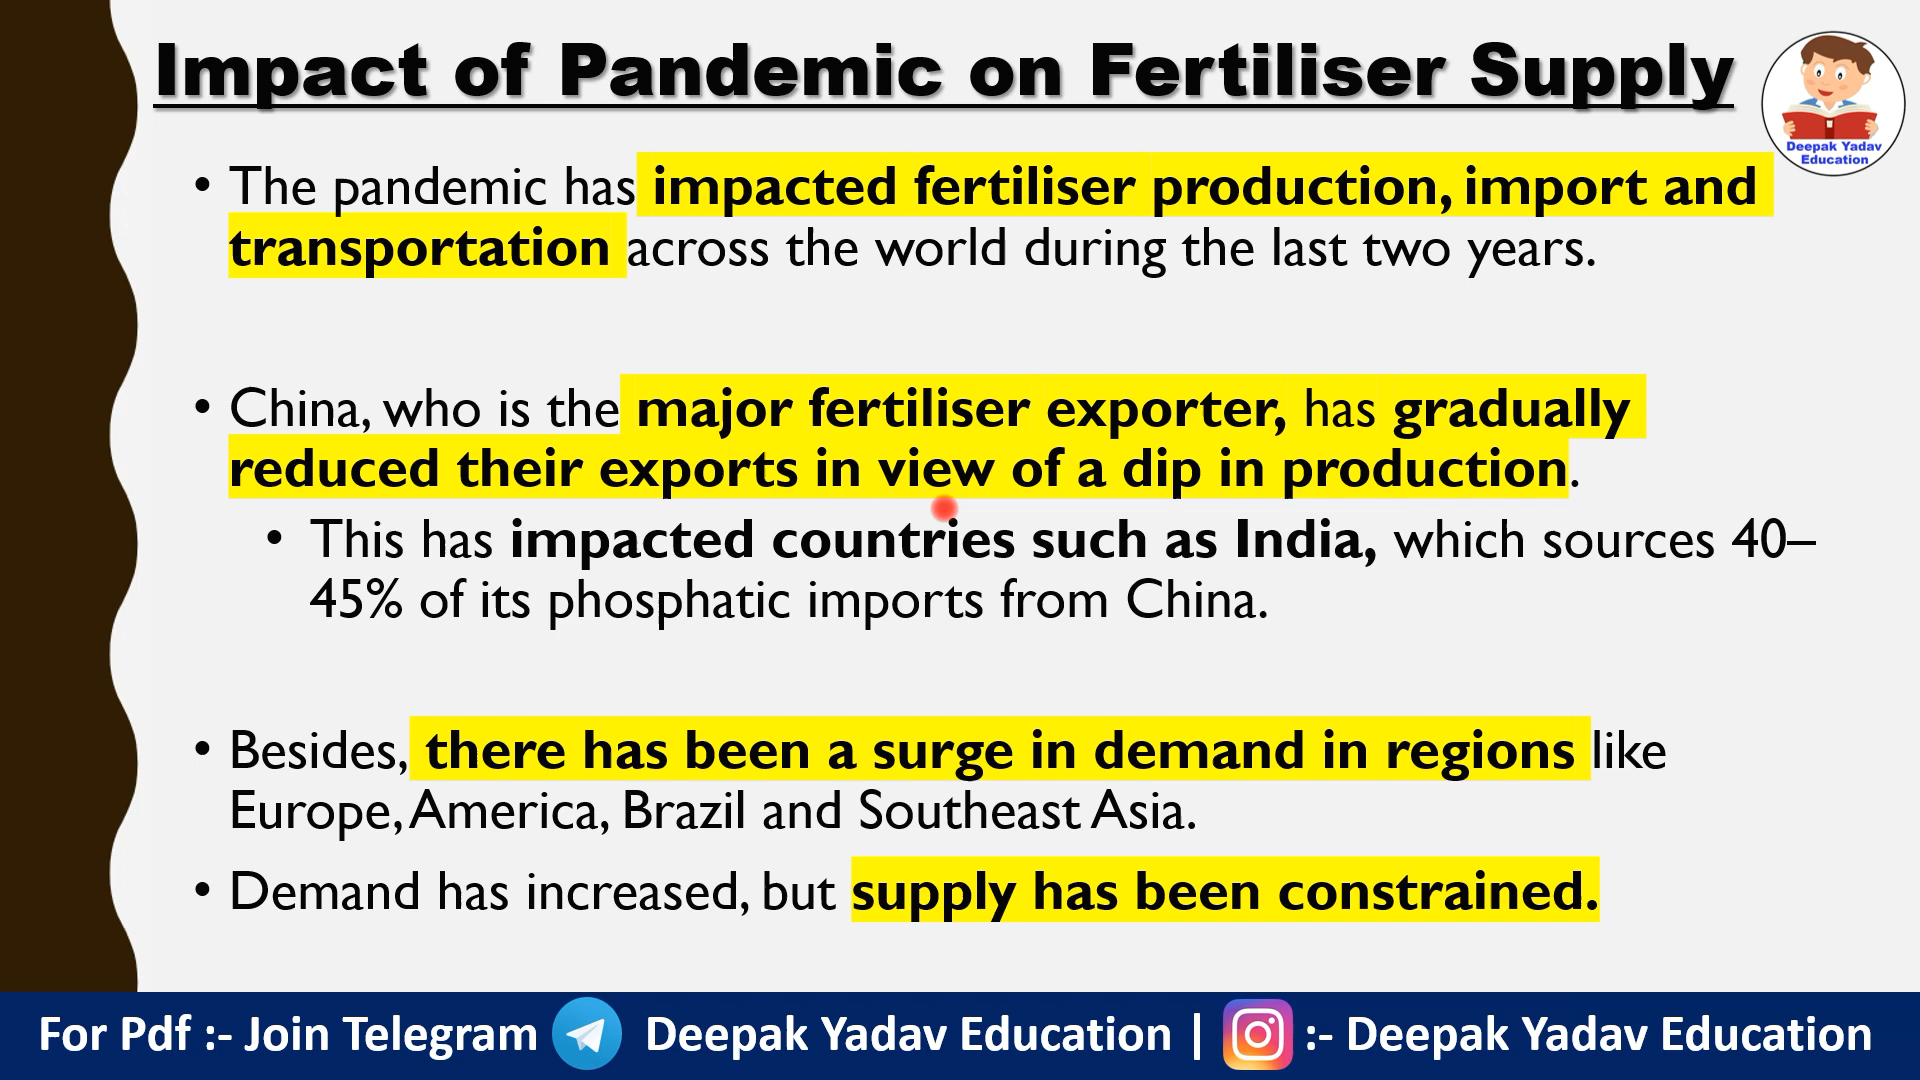 Impact of Pandemic on Fertiliser Supply
Deepak Yadav
Education
• The pandemic has impacted fertiliser production, import and
transportation across the world during the last two years.
• China, who is the major fertiliser exporter, has gradually
reduced their exports in view of a dip in production.
• This has impacted countries such as India, which sources 40–
45% of its phosphatic imports from China.
• Besides, there has been a surge in demand in regions like
Europe, America, Brazil and Southeast Asia.
• Demand has increased, but supply has been constrained.
For Pdf :- Join Telegram Deepak Yadav Education | :- Deepak Yadav Education